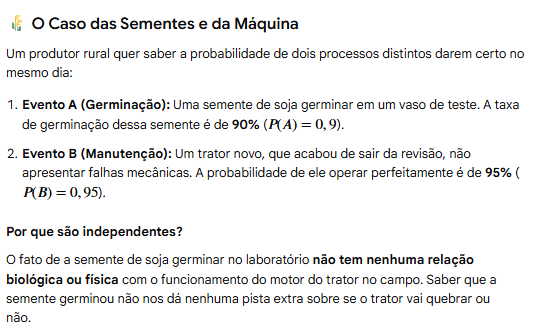 O Caso das Sementes e da Máquina
Um produtor rural quer saber a probabilidade de dois processos distintos darem certo no
mesmo dia:
1. Evento A (Germinação): Uma semente de soja germinar em um vaso de teste. A taxa
de germinação dessa semente é de 90% (P(A) = 0, 9).
2. Evento B (Manutenção): Um trator novo, que acabou de sair da revisão, não
apresentar falhas mecânicas. A probabilidade de ele operar perfeitamente é de 95% (
P(B) = 0, 95).
Por que são independentes?
O fato de a semente de soja germinar no laboratório não tem nenhuma relação
biológica ou física com o funcionamento do motor do trator no campo. Saber que a
semente germinou não nos dá nenhuma pista extra sobre se o trator vai quebrar ou
não.